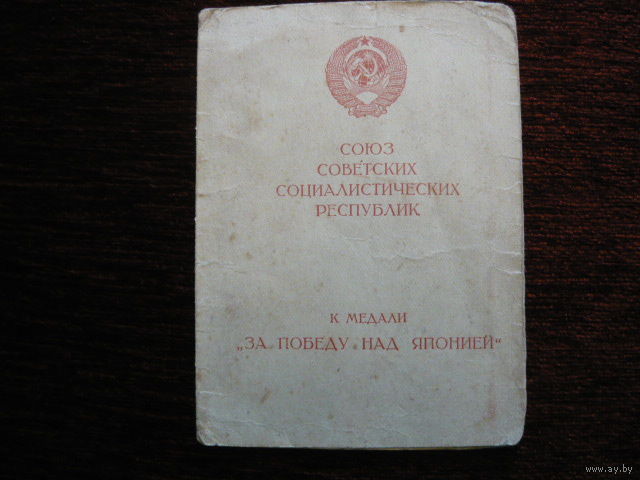 СОЮЗ
СОВЕТСКИХ
СОЦИАЛИСТИЧЕСКИХ
РЕСПУБЛИК
К МЕДАЛИ
„ЗА ПОБЕДУ НАД ЯПОНИЕЙ“
www.ay.by